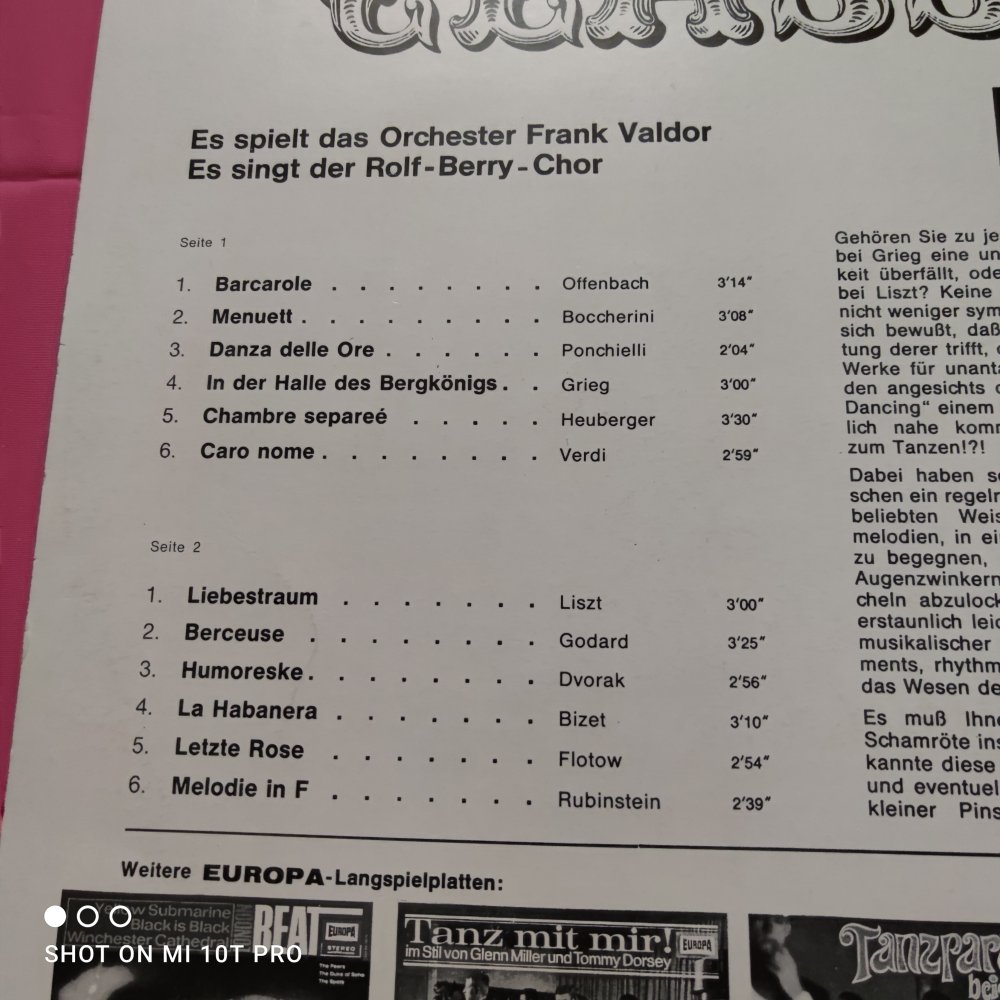 Es spielt das Orchester Frank Valdor
Es singt der Rolf-Berry-Chor
Seite 1
1. Barcarole . . . . . . . . Offenbach 3'14"
2. Menuett . . . . . . . . . Boccherini 3'08"
3. Danza delle Ore . . . . . . Ponchielli 2'04"
4. In der Halle des Bergkönigs . . Grieg 3'00"
5. Chambre separeé . . . . . Heuberger 3'30"
6. Caro nome . . . . . . . . Verdi 2'59"
Seite 2
1. Liebestraum . . . . . . . Liszt 3'00"
2. Berceuse . . . . . . . . Godard 3'25"
3. Humoreske . . . . . . . . Dvorak 2'56"
4. La Habanera . . . . . . . Bizet 3'10"
5. Letzte Rose . . . . . . . Flotow 2'54"
6. Melodie in F . . . . . . . Rubinstein 2'39"
Gehören Sie zu je
bei Grieg eine un
keit überfällt, ode
bei Liszt? Keine
nicht weniger sym
sich bewußt, daß
tung derer trifft,
Werke für unanta
den angesichts
Dancing“ einem
lich nahe komm
zum Tanzen!?!
Dabei haben
schen ein regelr
beliebten Weis
melodien, in ei
zu begegnen,
Augenzwinkern
cheln abzulock
erstaunlich leic
musikalischer
ments, rhythm
das Wesen de
Es muß Ihne
Schamröte ins
kannte diese
und eventuel
kleiner Pins
Weitere EUROPA-Langspielplatten:
Yellow Submarine
Black is Black
Winchester Cathedral
BEAT
EUROPA
STEREO
Tanz mit mir!
im Stil von Glenn Miller und Tommy Dorsey
EUROPA
Tanzpar
bei
SHOT ON MI 10T PRO